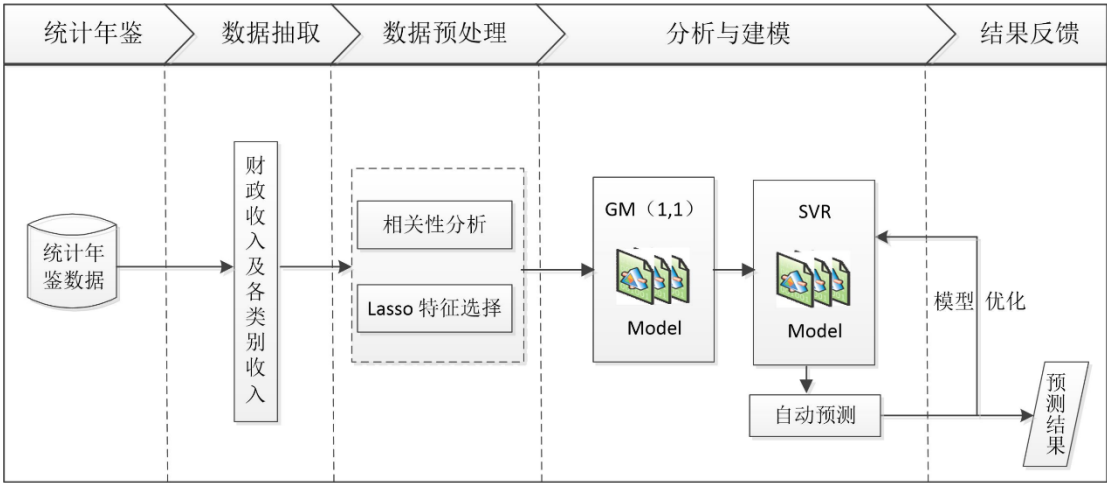 统计年鉴
数据抽取
数据预处理
分析与建模
结果反馈
统计年
鉴数据
财政收入及各类别收入
相关性分析
Lasso 特征选择
GM（1,1）
Model
SVR
Model
自动预测
模型 优化
预测结果